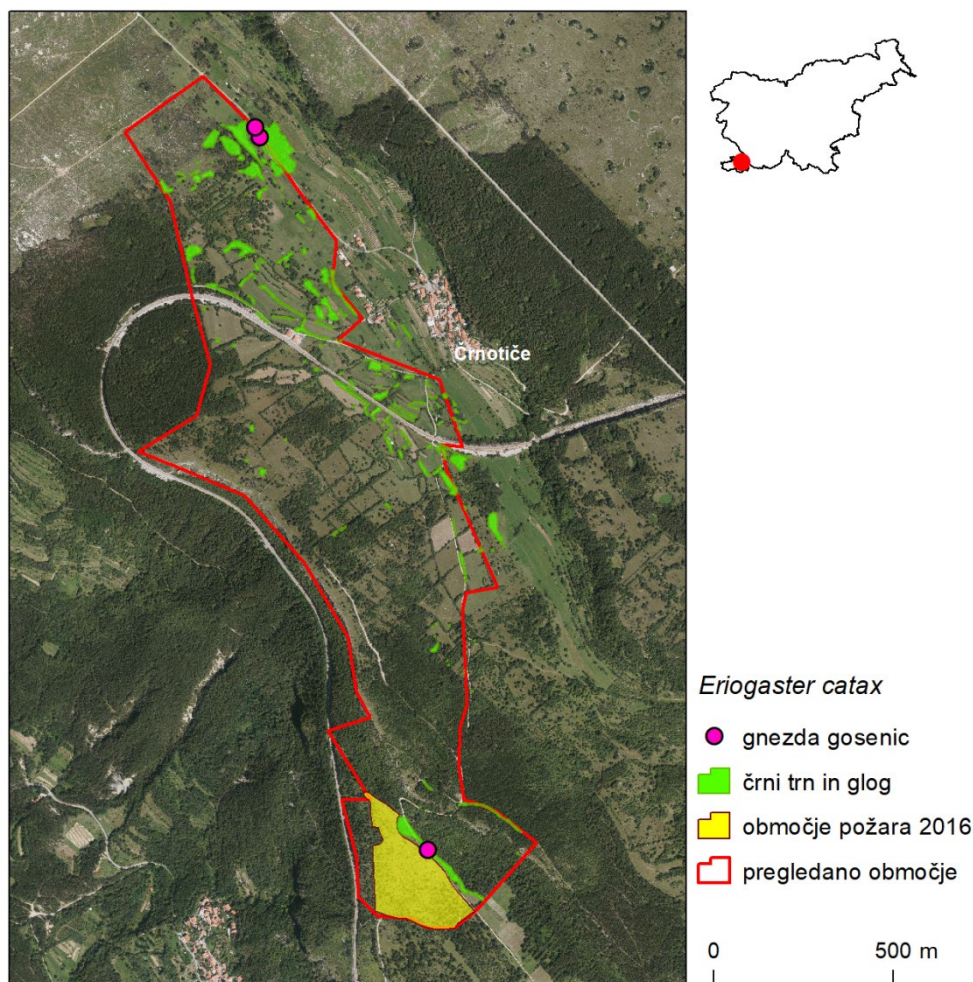 Črnotiče
Eriogaster catax
gnezda gosenic
črni trn in glog
območje požara 2016
pregledano območje
0 500 m